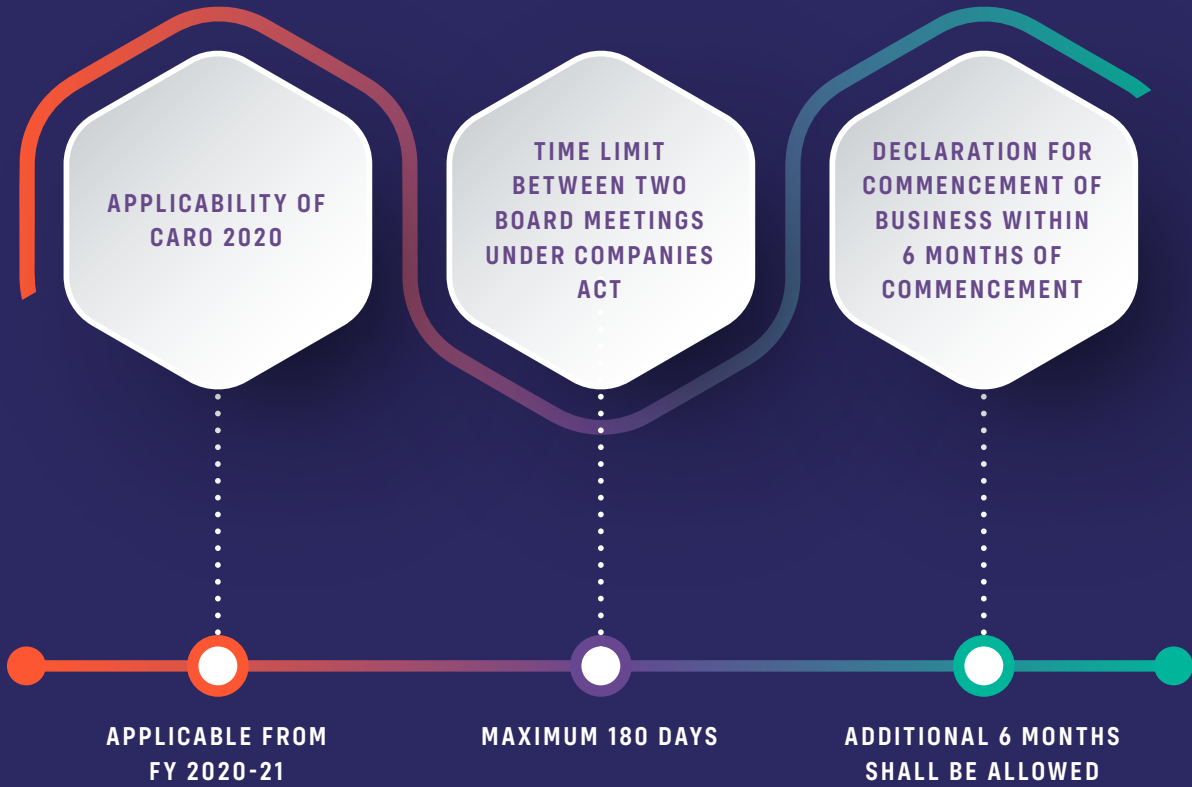 APPLICABILITY OF
CARO 2020
TIME LIMIT
BETWEEN TWO
BOARD MEETINGS
UNDER COMPANIES
ACT
DECLARATION FOR
COMMENCEMENT OF
BUSINESS WITHIN
6 MONTHS OF
COMMENCEMENT
APPLICABLE FROM
FY 2020-21
MAXIMUM 180 DAYS
ADDITIONAL 6 MONTHS
SHALL BE ALLOWED